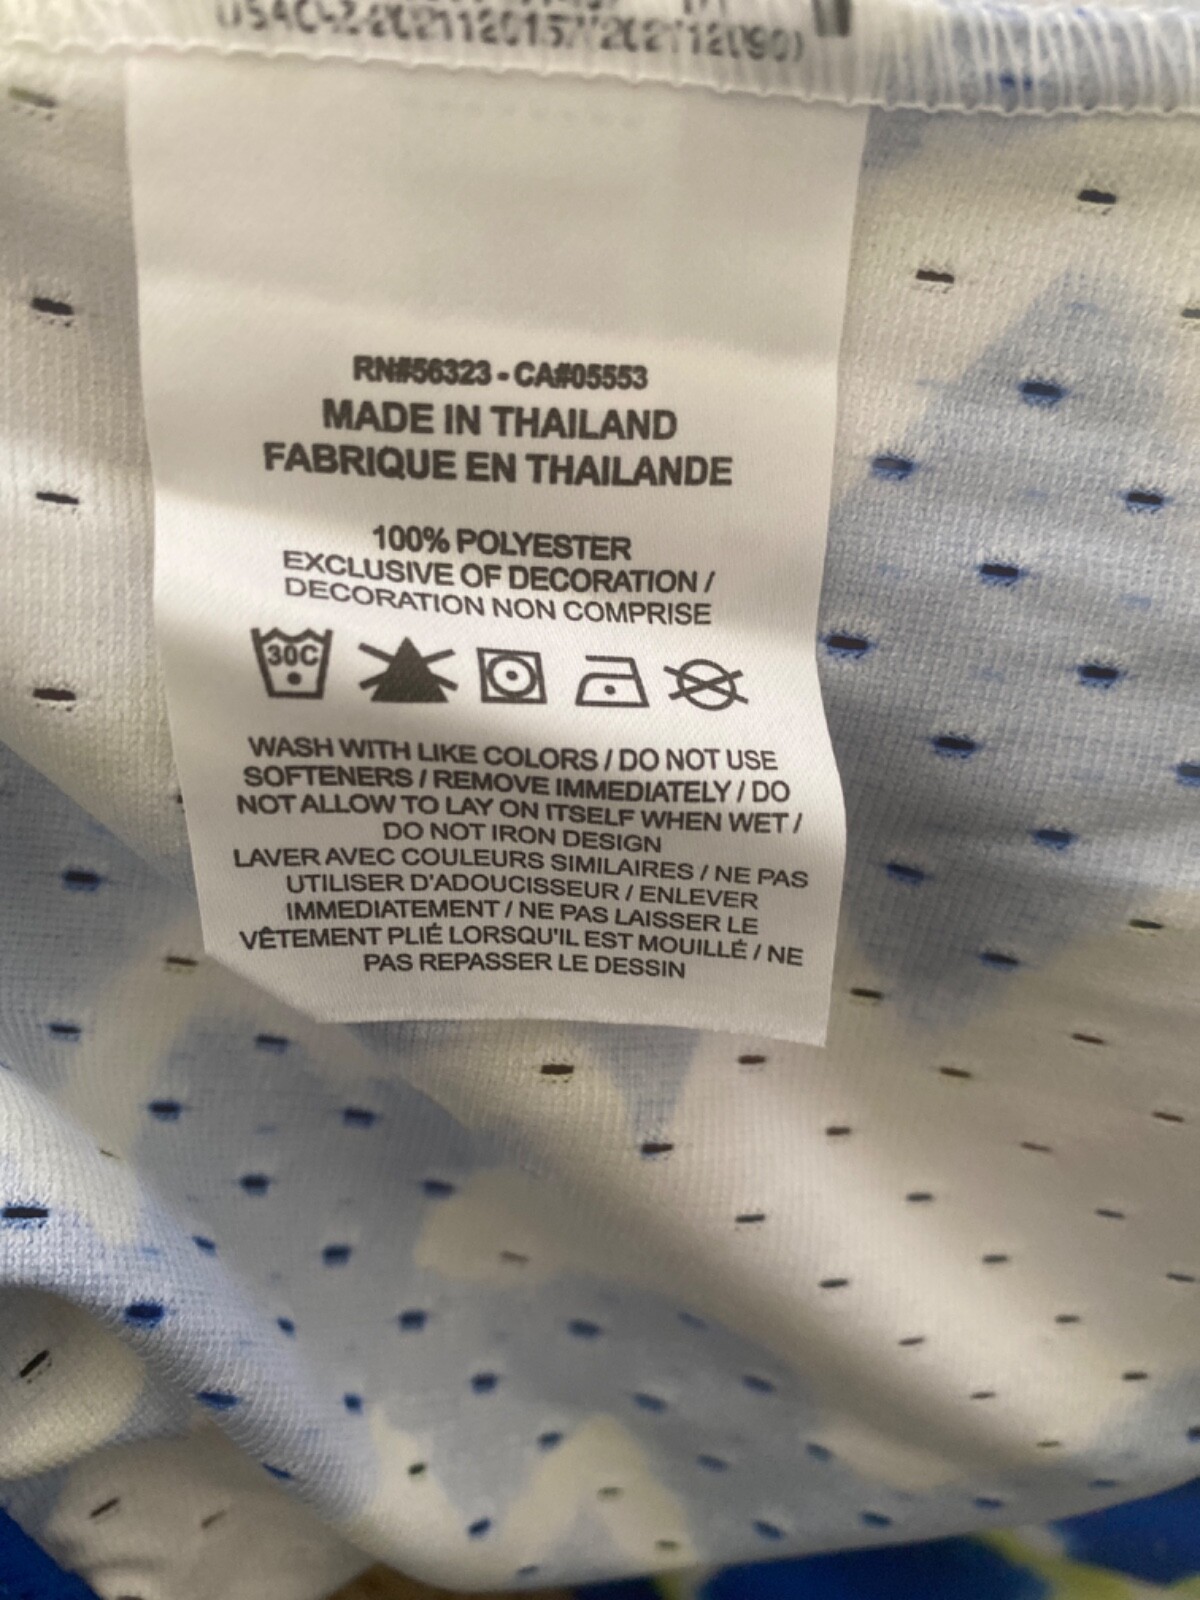 RN#56323 - CA#05553
MADE IN THAILAND
FABRIQUE EN THAILANDE
100% POLYESTER
EXCLUSIVE OF DECORATION /
DECORATION NON COMPRISE
30C
WASH WITH LIKE COLORS / DO NOT USE
SOFTENERS / REMOVE IMMEDIATELY / DO
NOT ALLOW TO LAY ON ITSELF WHEN WET /
DO NOT IRON DESIGN
LAVER AVEC COULEURS SIMILAIRES / NE PAS
UTILISER D'ADOUCISSEUR / ENLEVER
IMMEDIATEMENT / NE PAS LAISSER LE
VÊTEMENT PLIÉ LORSQU'IL EST MOUILLÉ / NE
PAS REPASSER LE DESSIN